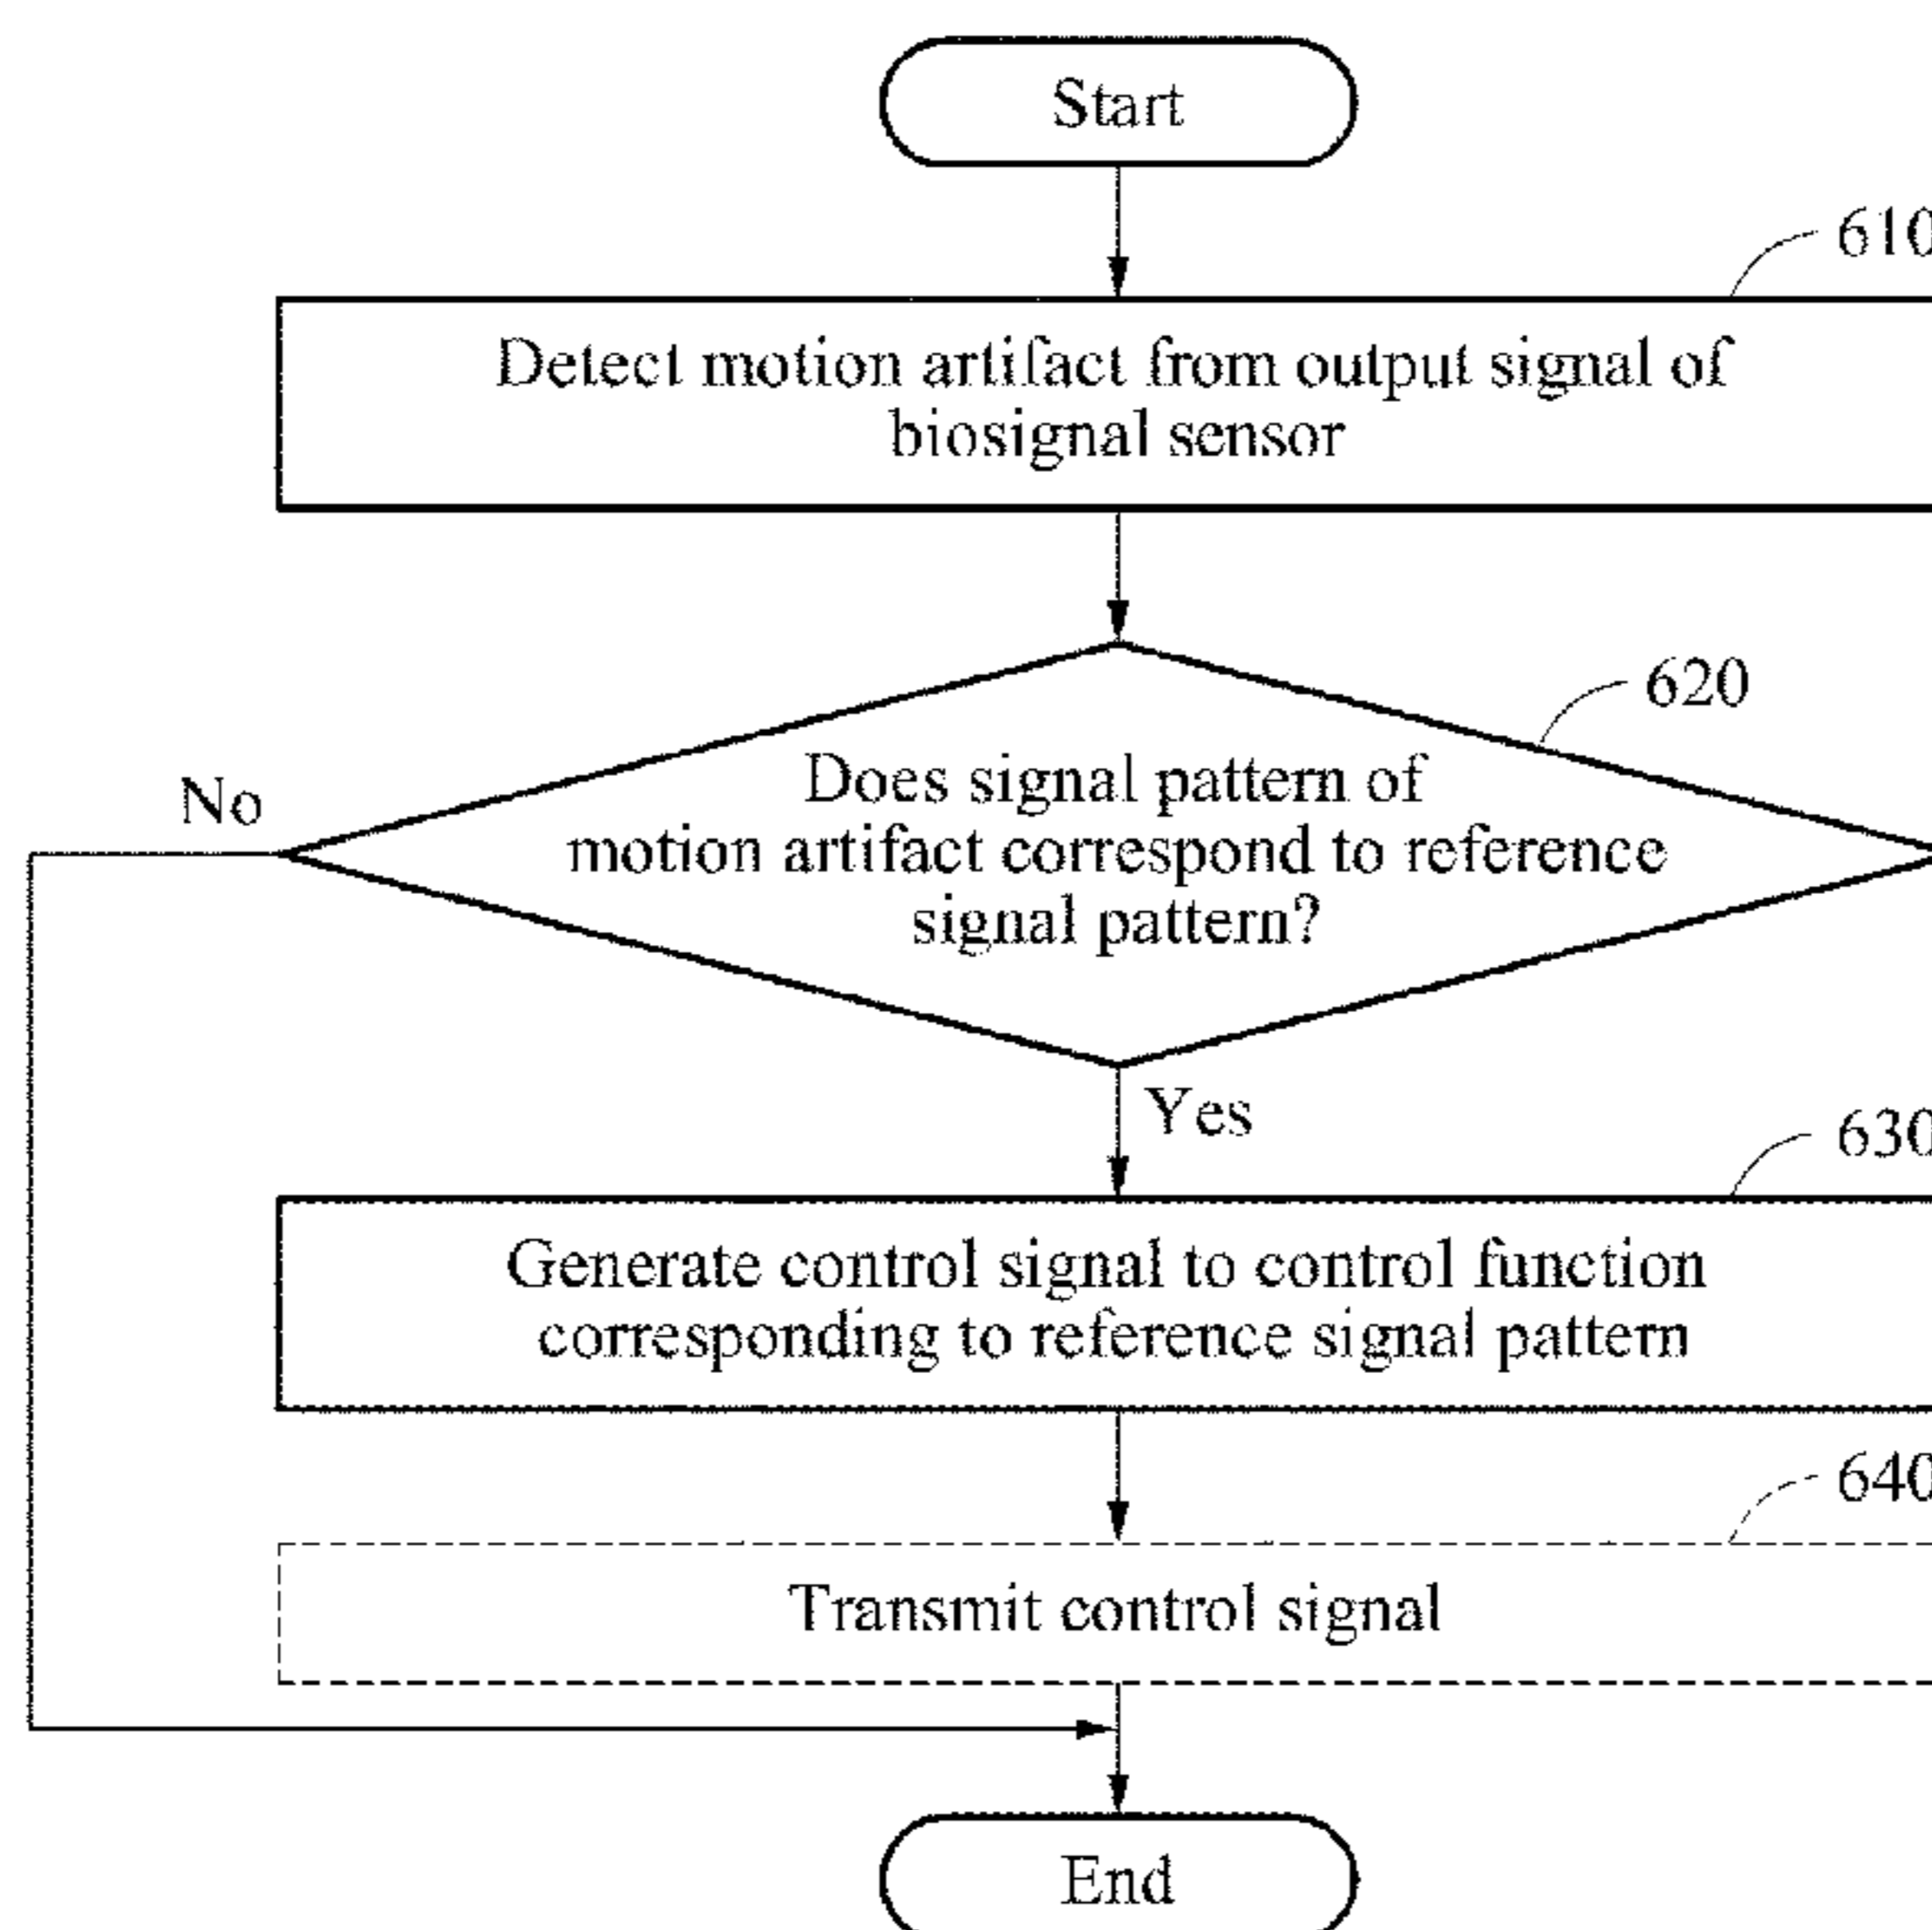 Start
610
Detect motion artifact from output signal of
biosignal sensor
620
Does signal pattern of
motion artifact correspond to reference
signal pattern?
No
Yes
630
Generate control signal to control function
corresponding to reference signal pattern
640
Transmit control signal
End